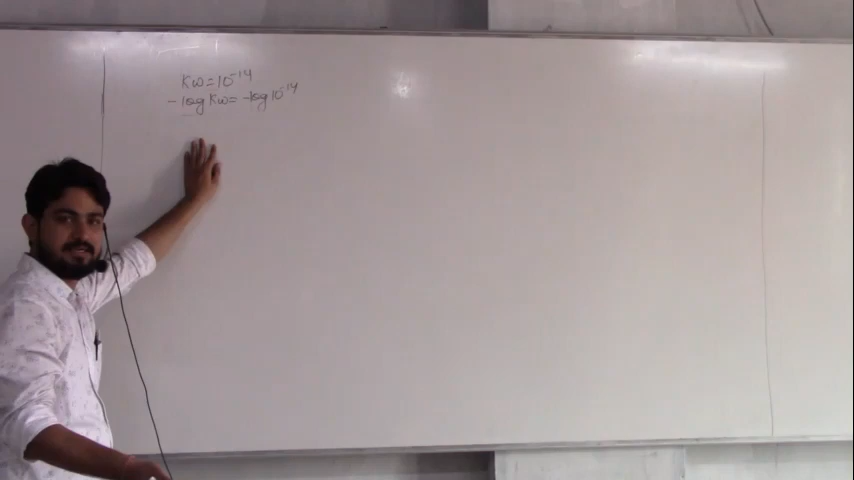 Kw = 10⁻¹⁴
- log Kw = - log 10⁻¹⁴